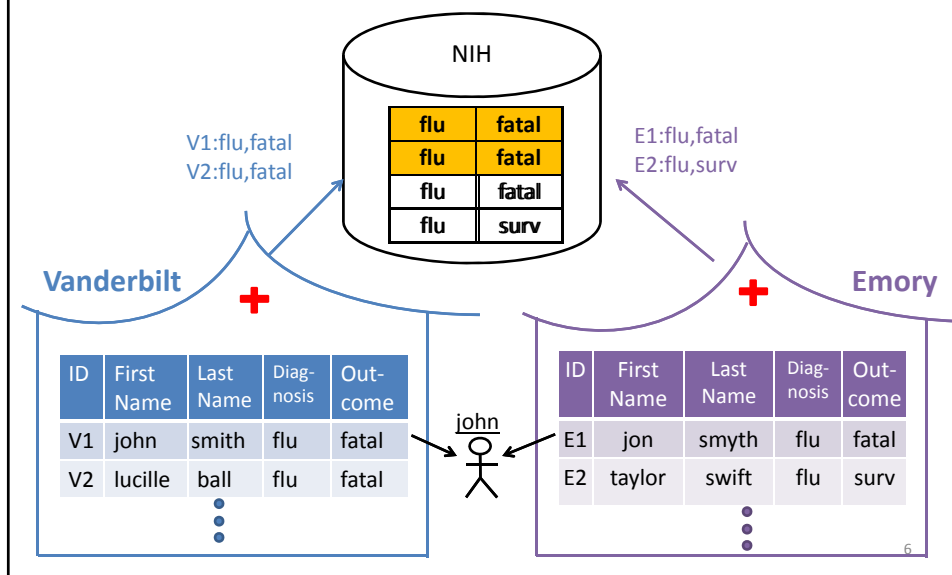 NIH
flu fatal
flu fatal
flu fatal
flu surv
V1:flu,fatal
V2:flu,fatal
E1:flu,fatal
E2:flu,surv
Vanderbilt
Emory
ID First Name Last Name Diag-nosis Out-come
V1 john smith flu fatal
V2 lucille ball flu fatal
john
ID First Name Last Name Diag-nosis Out-come
E1 jon smyth flu fatal
E2 taylor swift flu surv
6